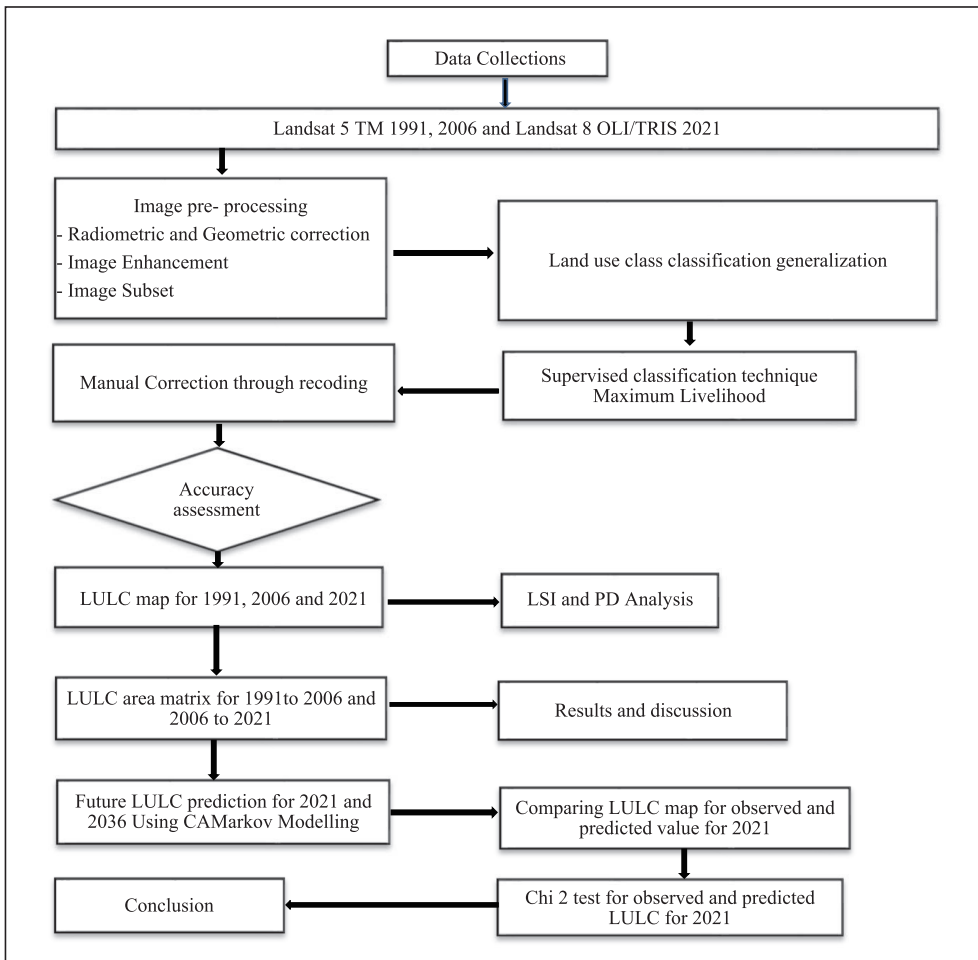 Data Collections
Landsat 5 TM 1991, 2006 and Landsat 8 OLI/TRIS 2021
Image pre- processing
- Radiometric and Geometric correction
- Image Enhancement
- Image Subset
Land use class classification generalization
Supervised classification technique
Maximum Livelihood
Manual Correction through recoding
Accuracy
assessment
LULC map for 1991, 2006 and 2021
LSI and PD Analysis
LULC area matrix for 1991to 2006 and
2006 to 2021
Results and discussion
Future LULC prediction for 2021 and
2036 Using CAMarkov Modelling
Comparing LULC map for observed and
predicted value for 2021
Chi 2 test for observed and predicted
LULC for 2021
Conclusion